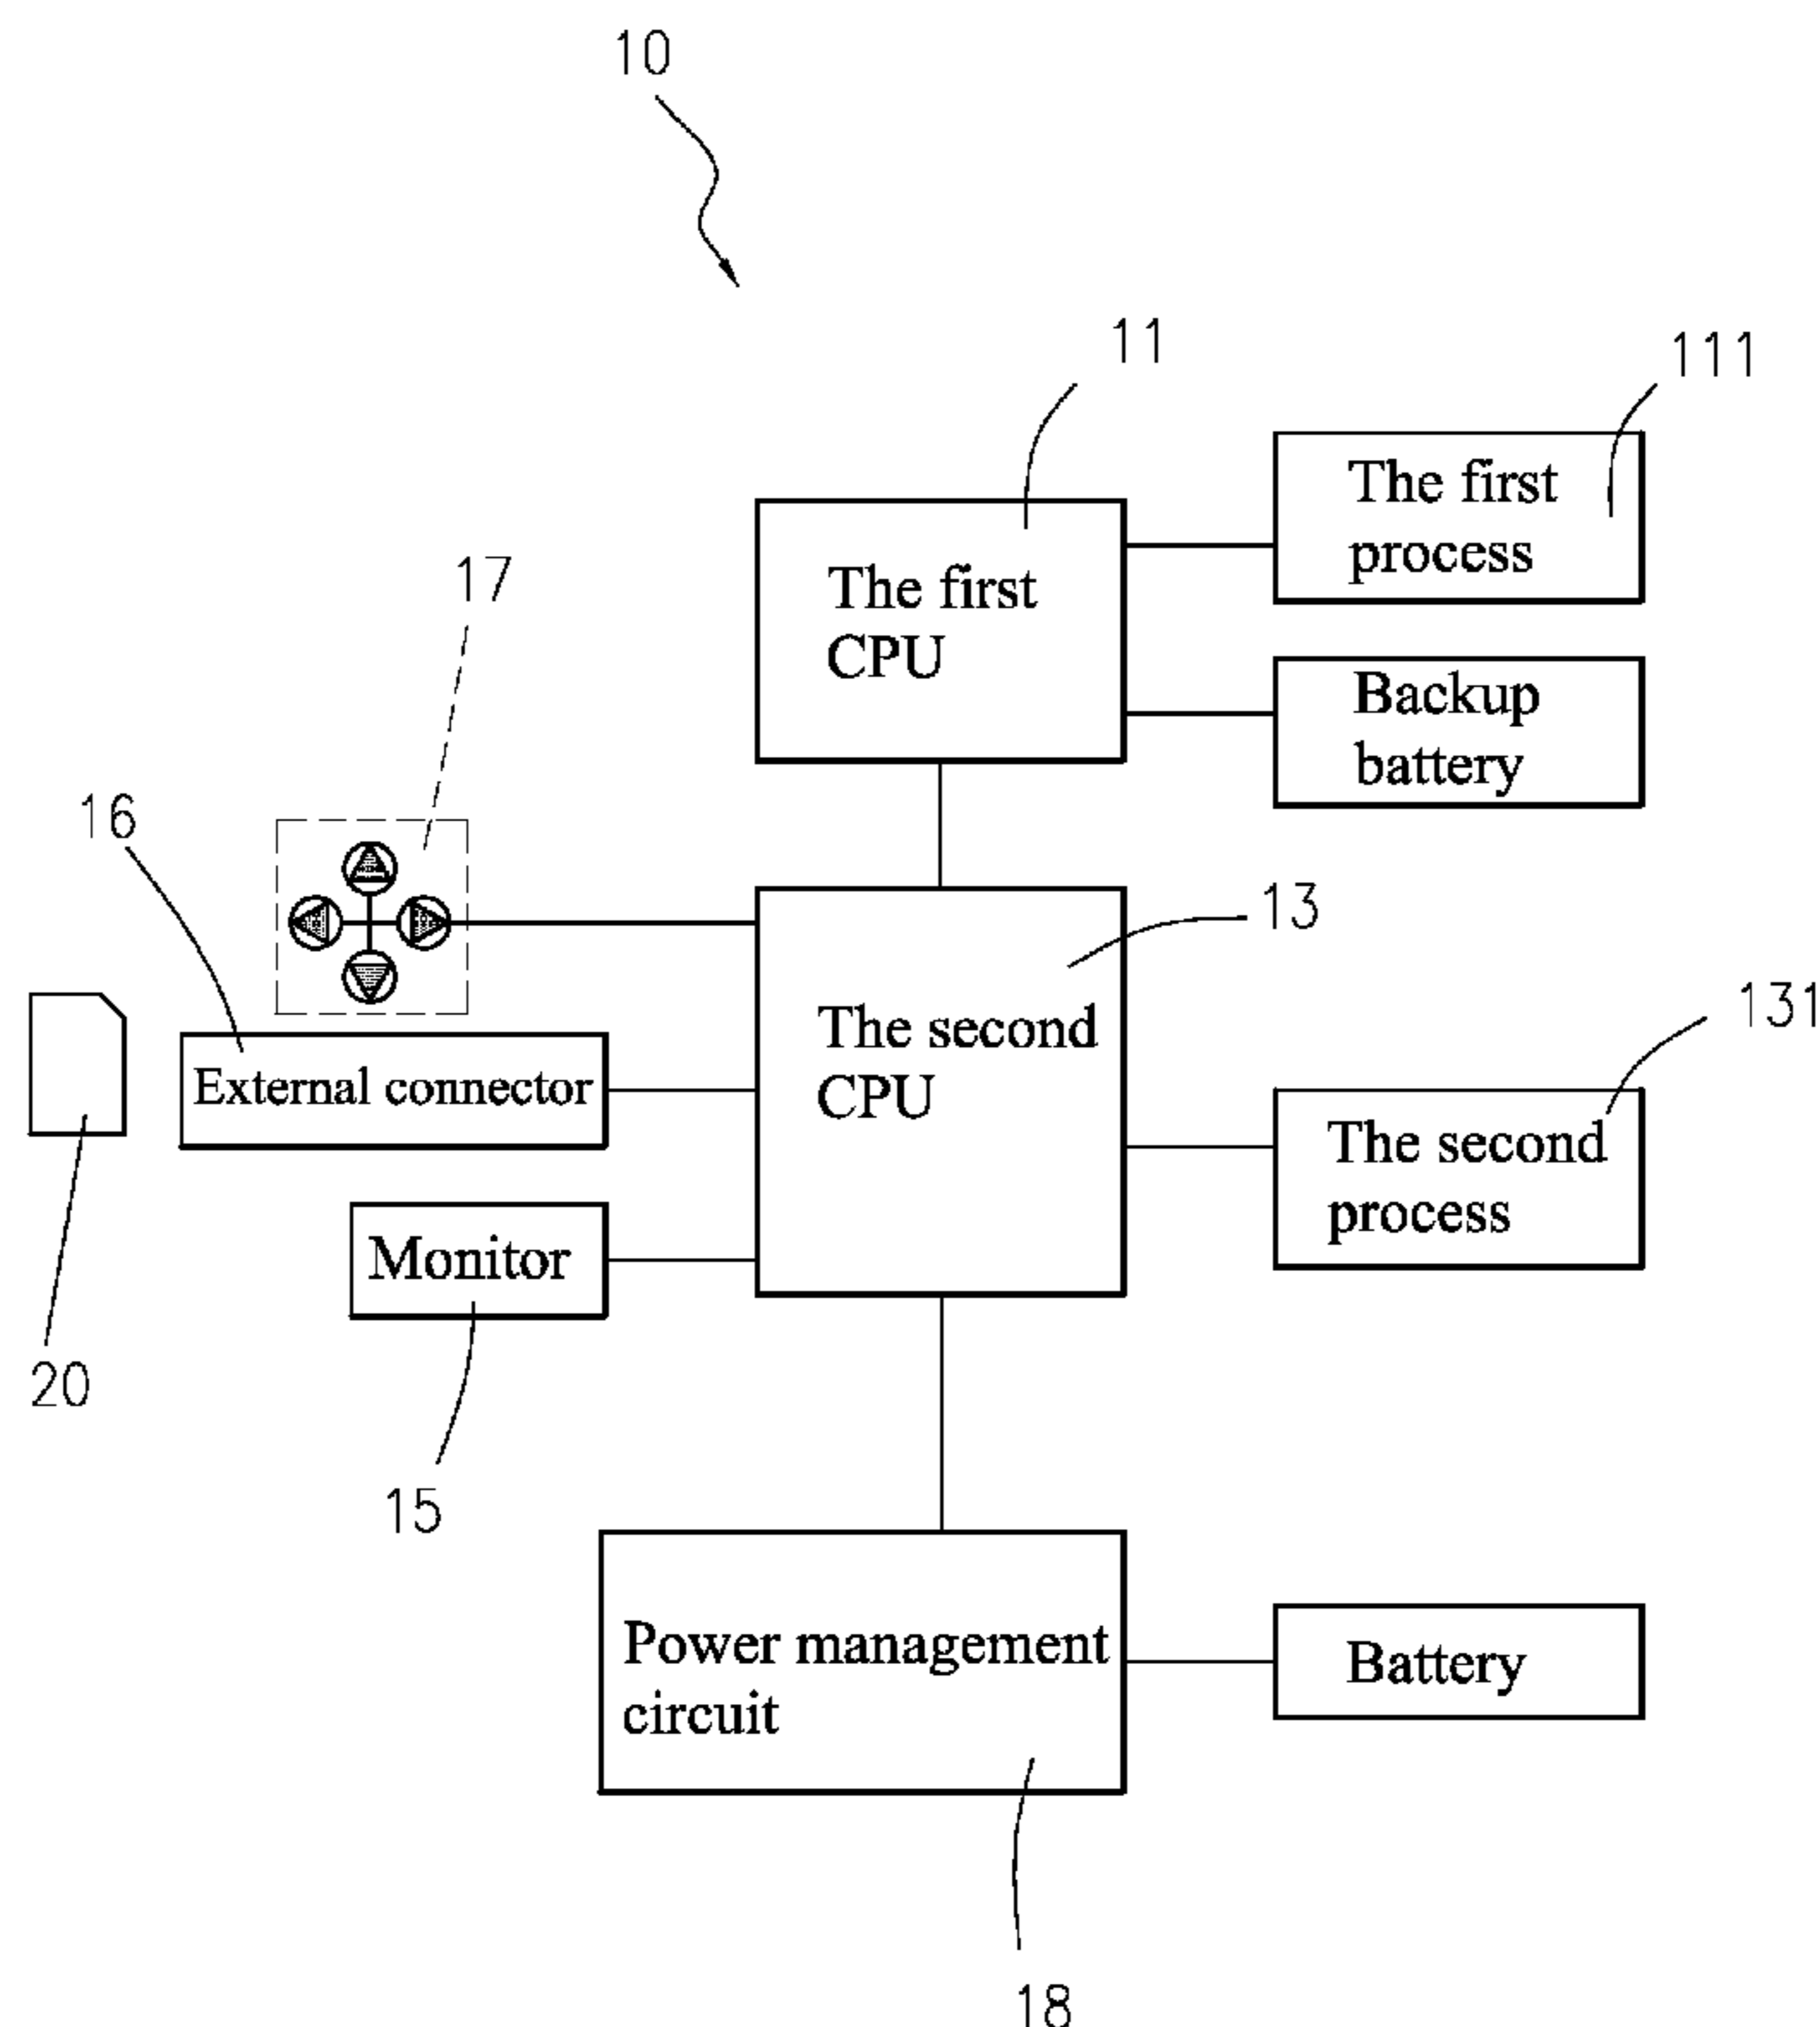 10
11
111
The first
process
The first
CPU
17
Backup
battery
16
13
The second
CPU
131
External connector
The second
process
Monitor
20
15
Power management
circuit
Battery
18